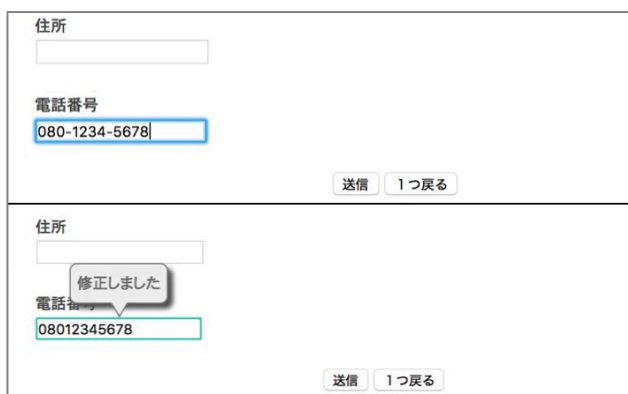 住所
電話番号
080-1234-5678
送信 1つ戻る
住所
修正しました
電話番号
08012345678
送信 1つ戻る